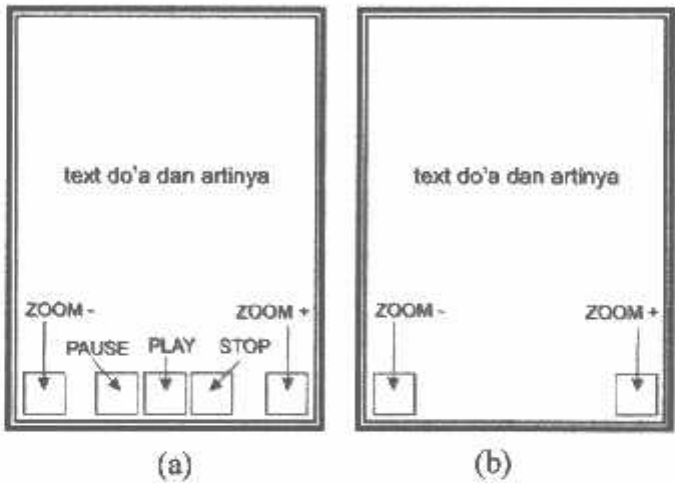 text do'a dan artinya
ZOOM -
ZOOM +
PAUSE PLAY STOP
(a)
text do'a dan artinya
ZOOM -
ZOOM +
(b)